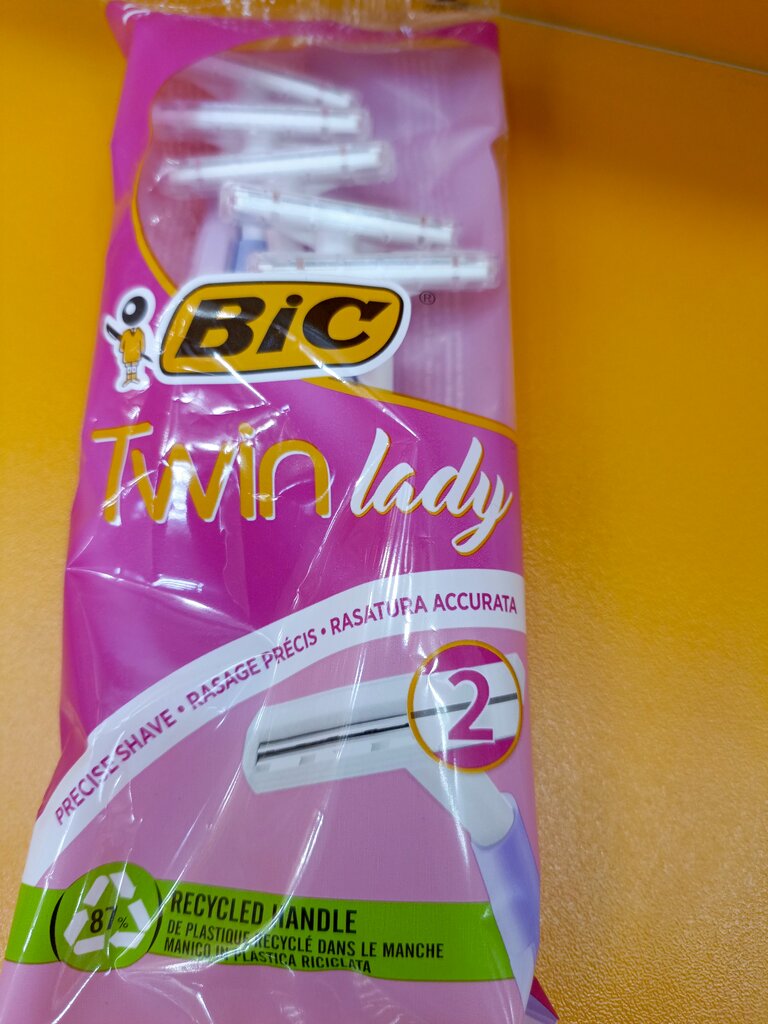 BiC ®
Twin lady
PRECISE SHAVE • RASAGE PRÉCIS • RASATURA ACCURATA
2
87%
RECYCLED HANDLE
DE PLASTIQUE RECYCLÉ DANS LE MANCHE
MANICO IN PLASTICA RICICLATA